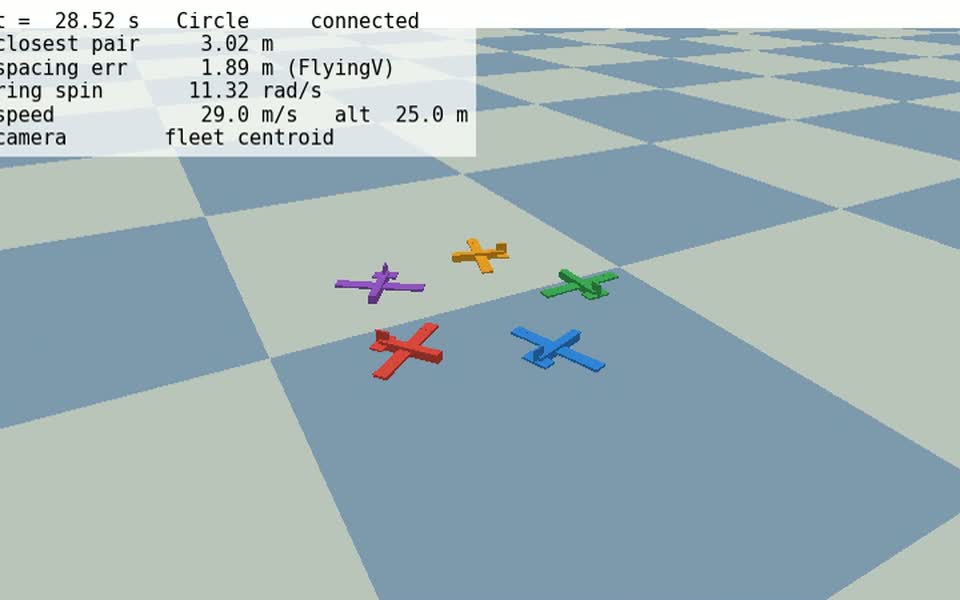 t =  28.52 s   Circle     connected
closest pair     3.02 m
spacing err      1.89 m (FlyingV)
ring spin       11.32 rad/s
speed            29.0 m/s   alt  25.0 m
camera        fleet centroid